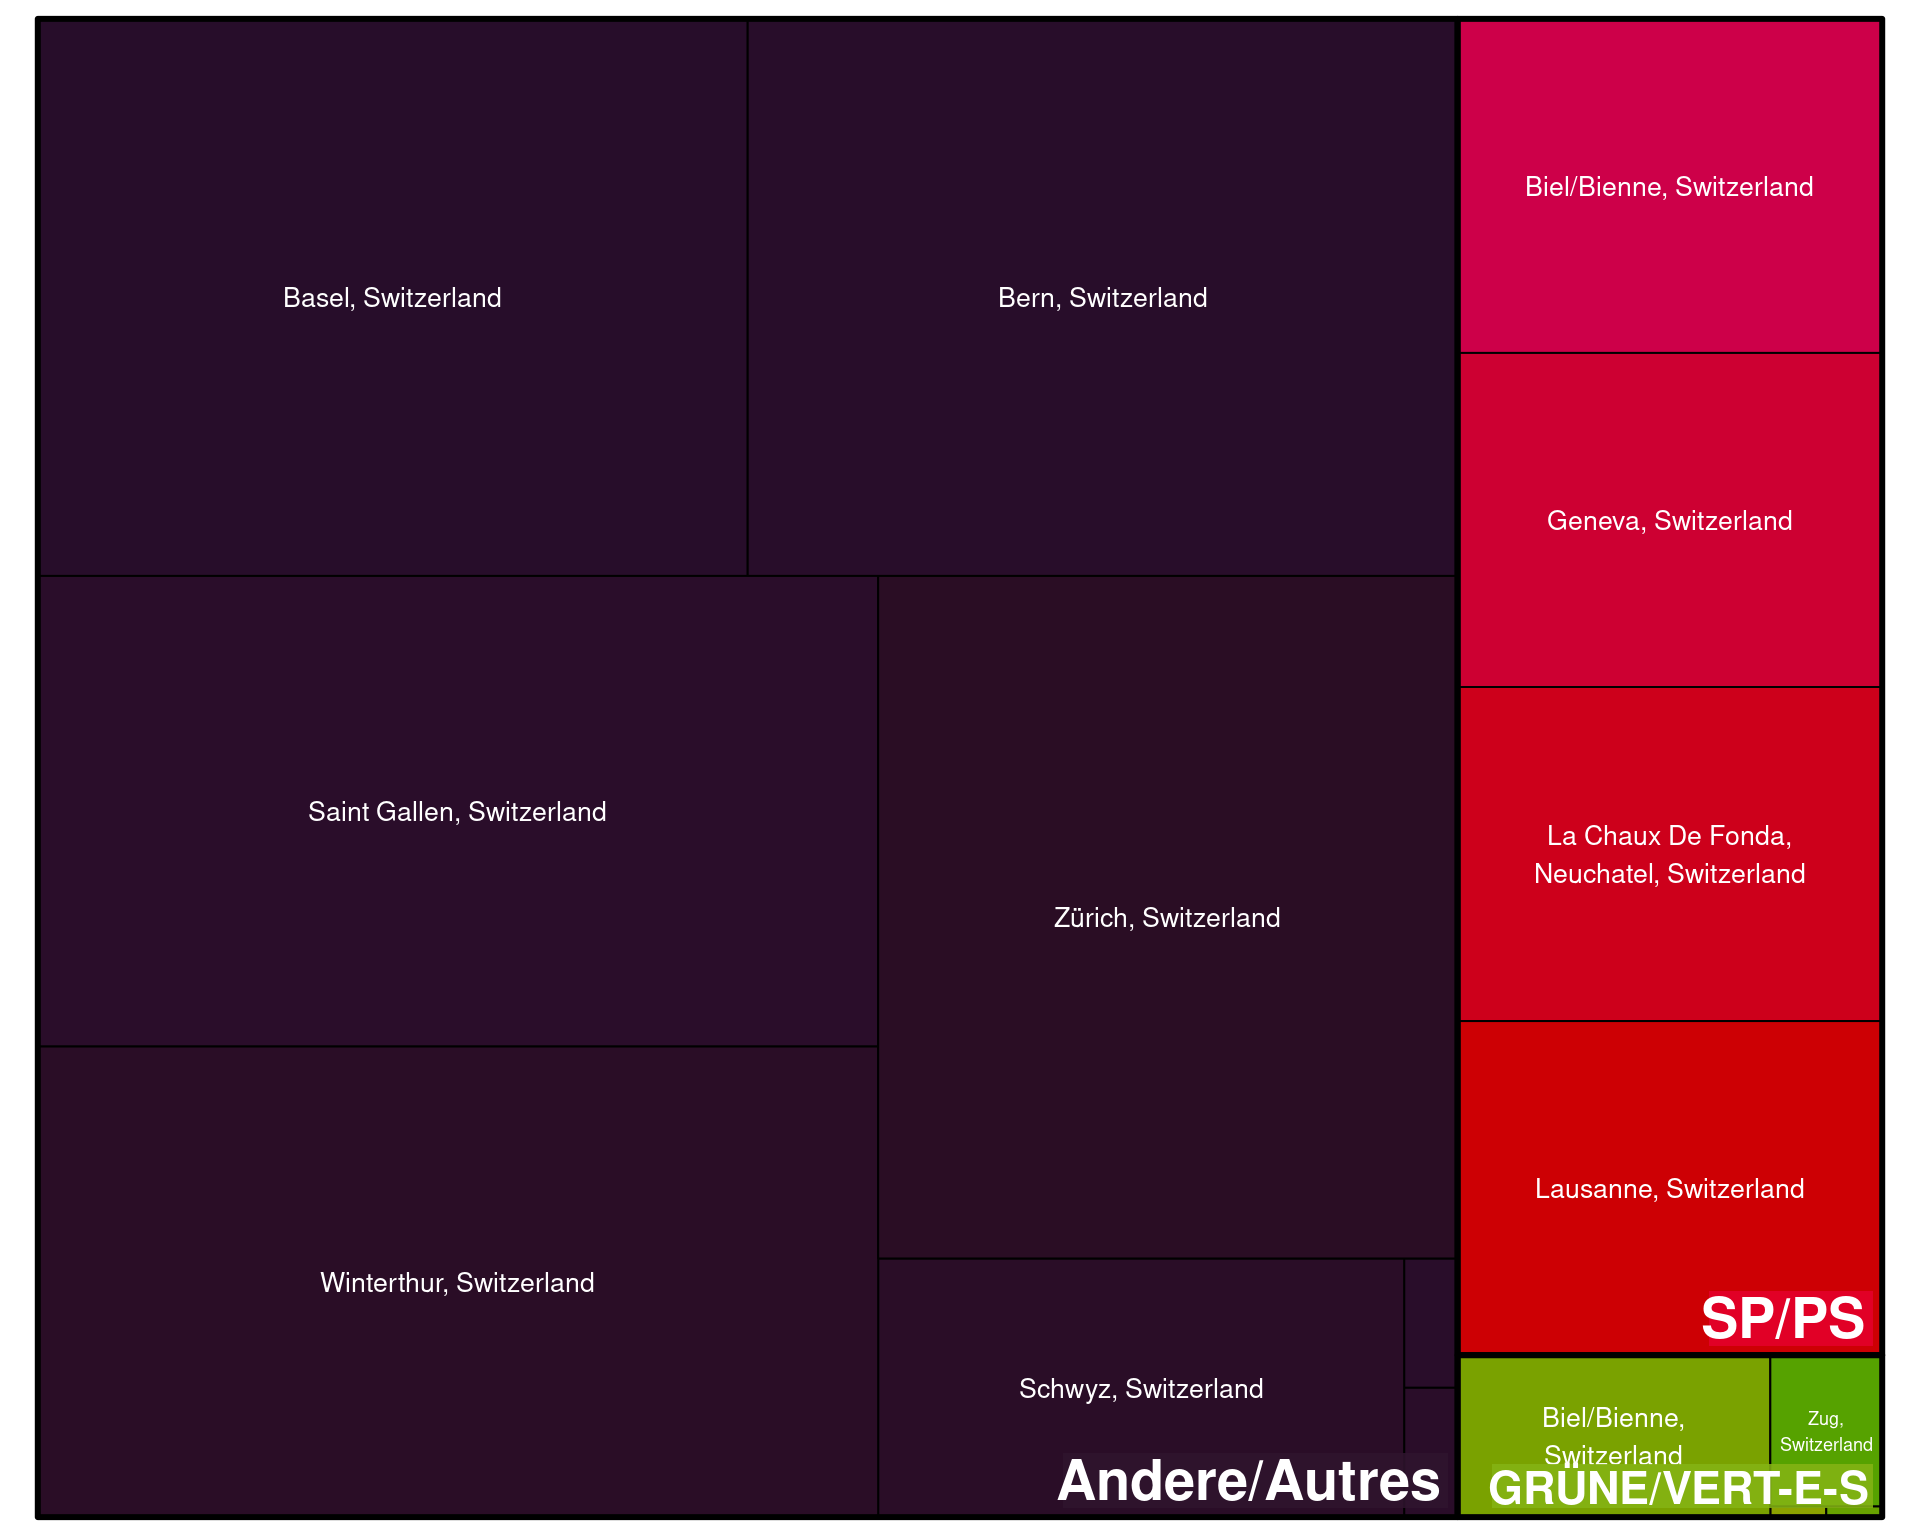 Basel, Switzerland
Bern, Switzerland
Biel/Bienne, Switzerland
Geneva, Switzerland
Saint Gallen, Switzerland
Zürich, Switzerland
La Chaux De Fonda,
Neuchatel, Switzerland
Lausanne, Switzerland
Winterthur, Switzerland
SP/PS
Schwyz, Switzerland
Biel/Bienne,
Switzerland
Zug,
Switzerland
Andere/Autres
GRÜNE/VERT-E-S